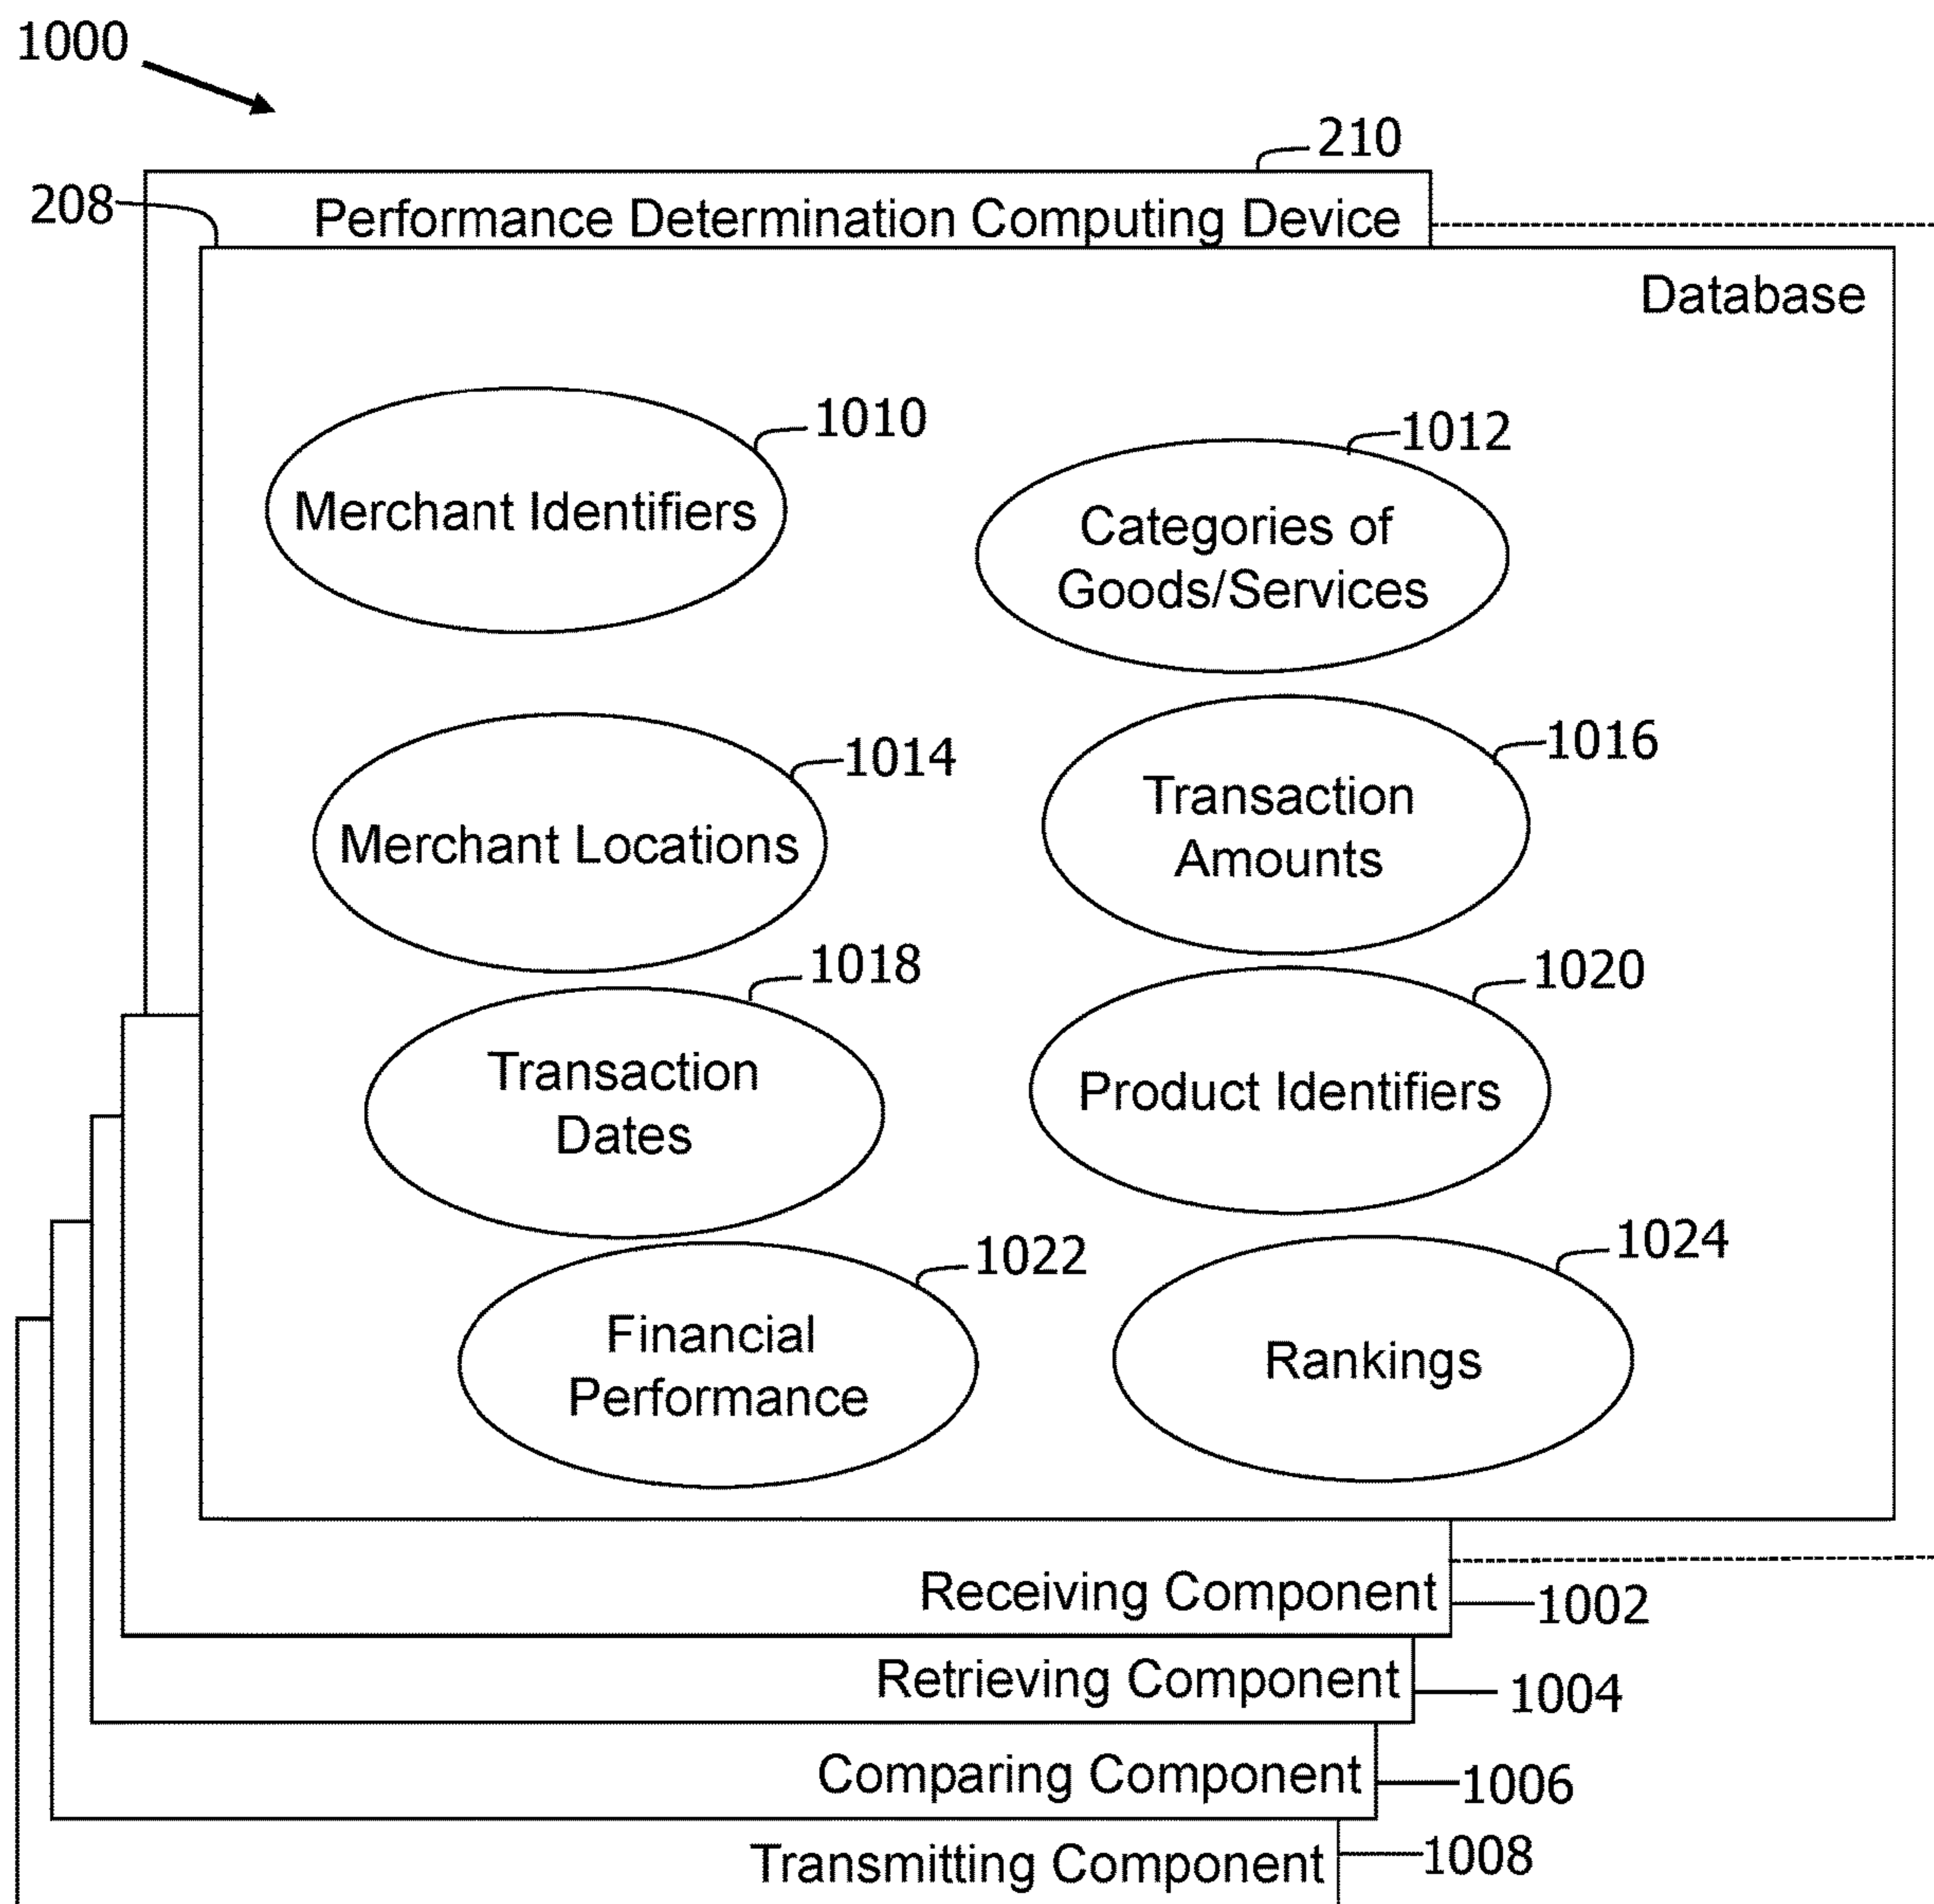 1000
210
208
Performance Determination Computing Device
Database
1010
1012
Merchant Identifiers
Categories of
Goods/Services
1014
1016
Merchant Locations
Transaction
Amounts
1018
1020
Transaction
Dates
Product Identifiers
1022
1024
Financial
Performance
Rankings
Receiving Component
1002
Retrieving Component
1004
Comparing Component
1006
Transmitting Component
1008